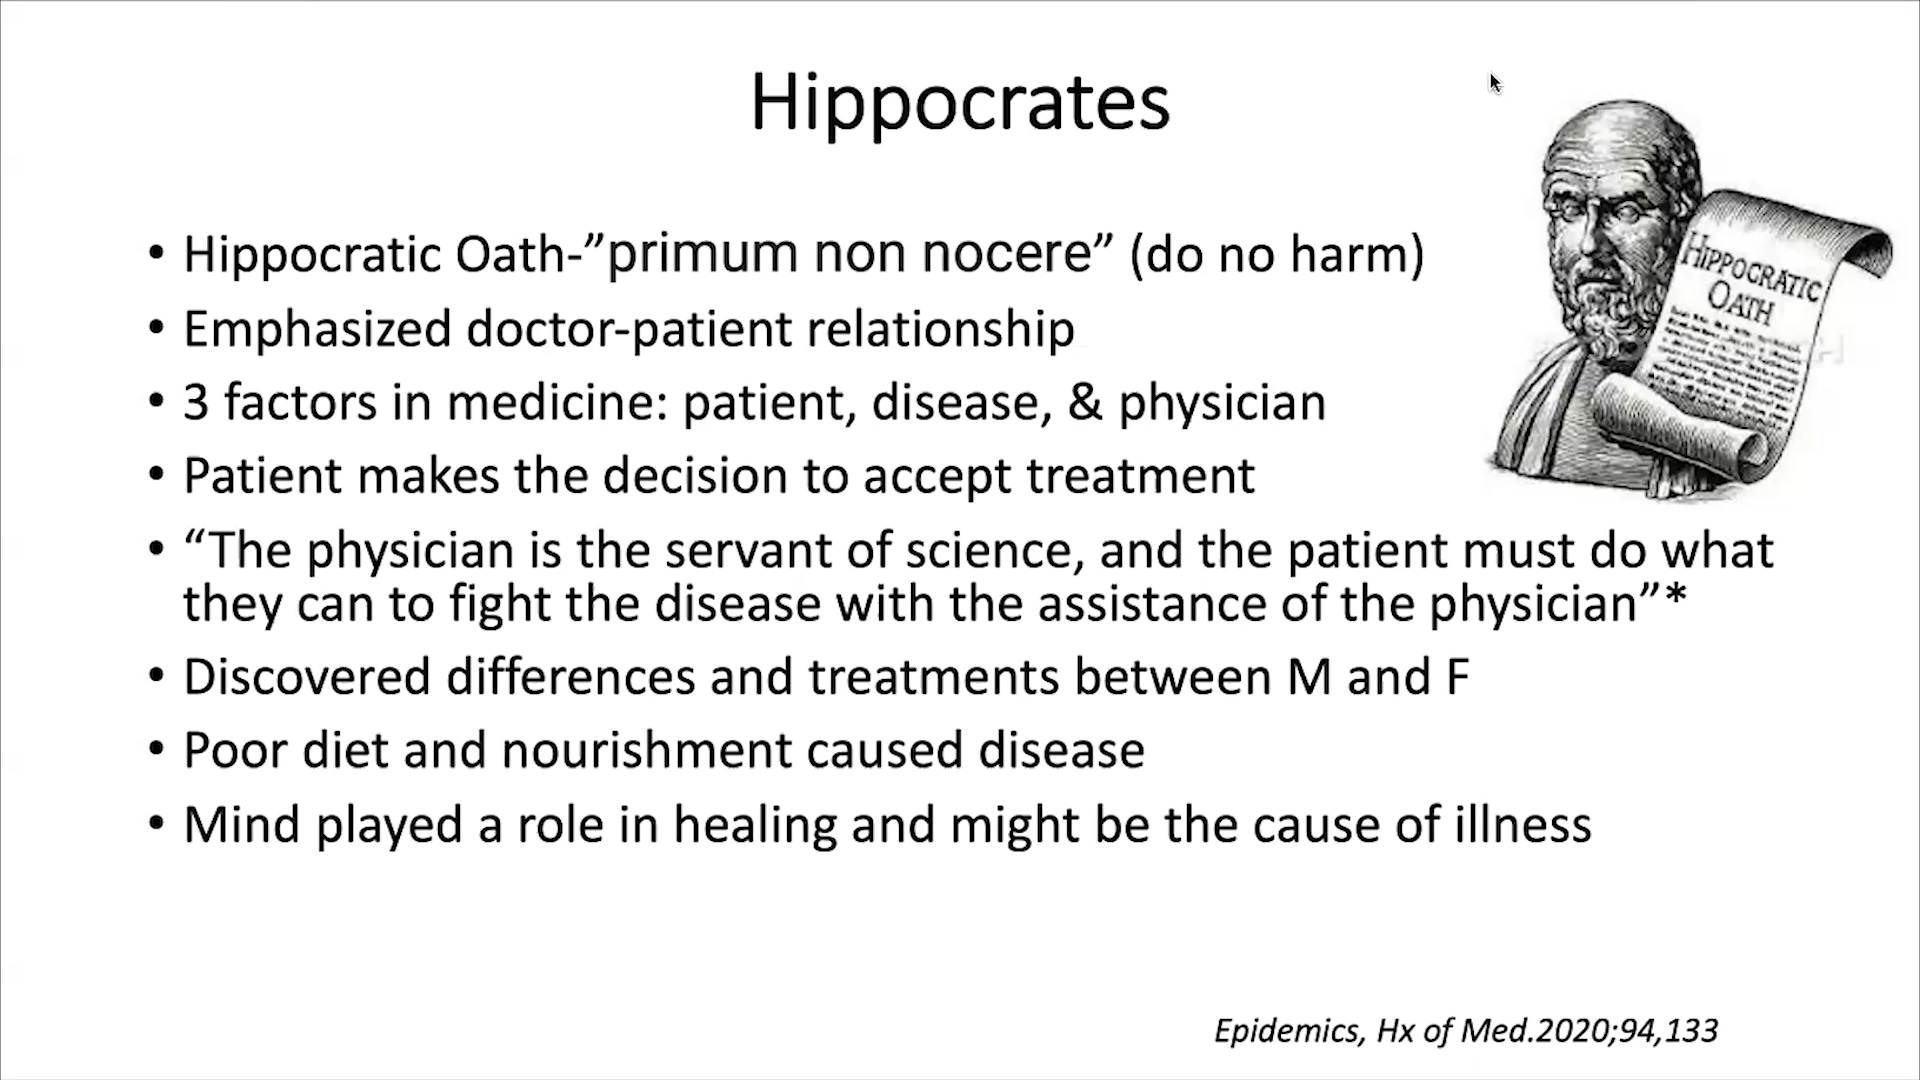 Hippocrates
• Hippocratic Oath-”primum non nocere” (do no harm)
• Emphasized doctor-patient relationship
• 3 factors in medicine: patient, disease, & physician
• Patient makes the decision to accept treatment
• “The physician is the servant of science, and the patient must do what
they can to fight the disease with the assistance of the physician”*
• Discovered differences and treatments between M and F
• Poor diet and nourishment caused disease
• Mind played a role in healing and might be the cause of illness
HIPPOCRATIC
OATH
Epidemics, Hx of Med.2020;94,133